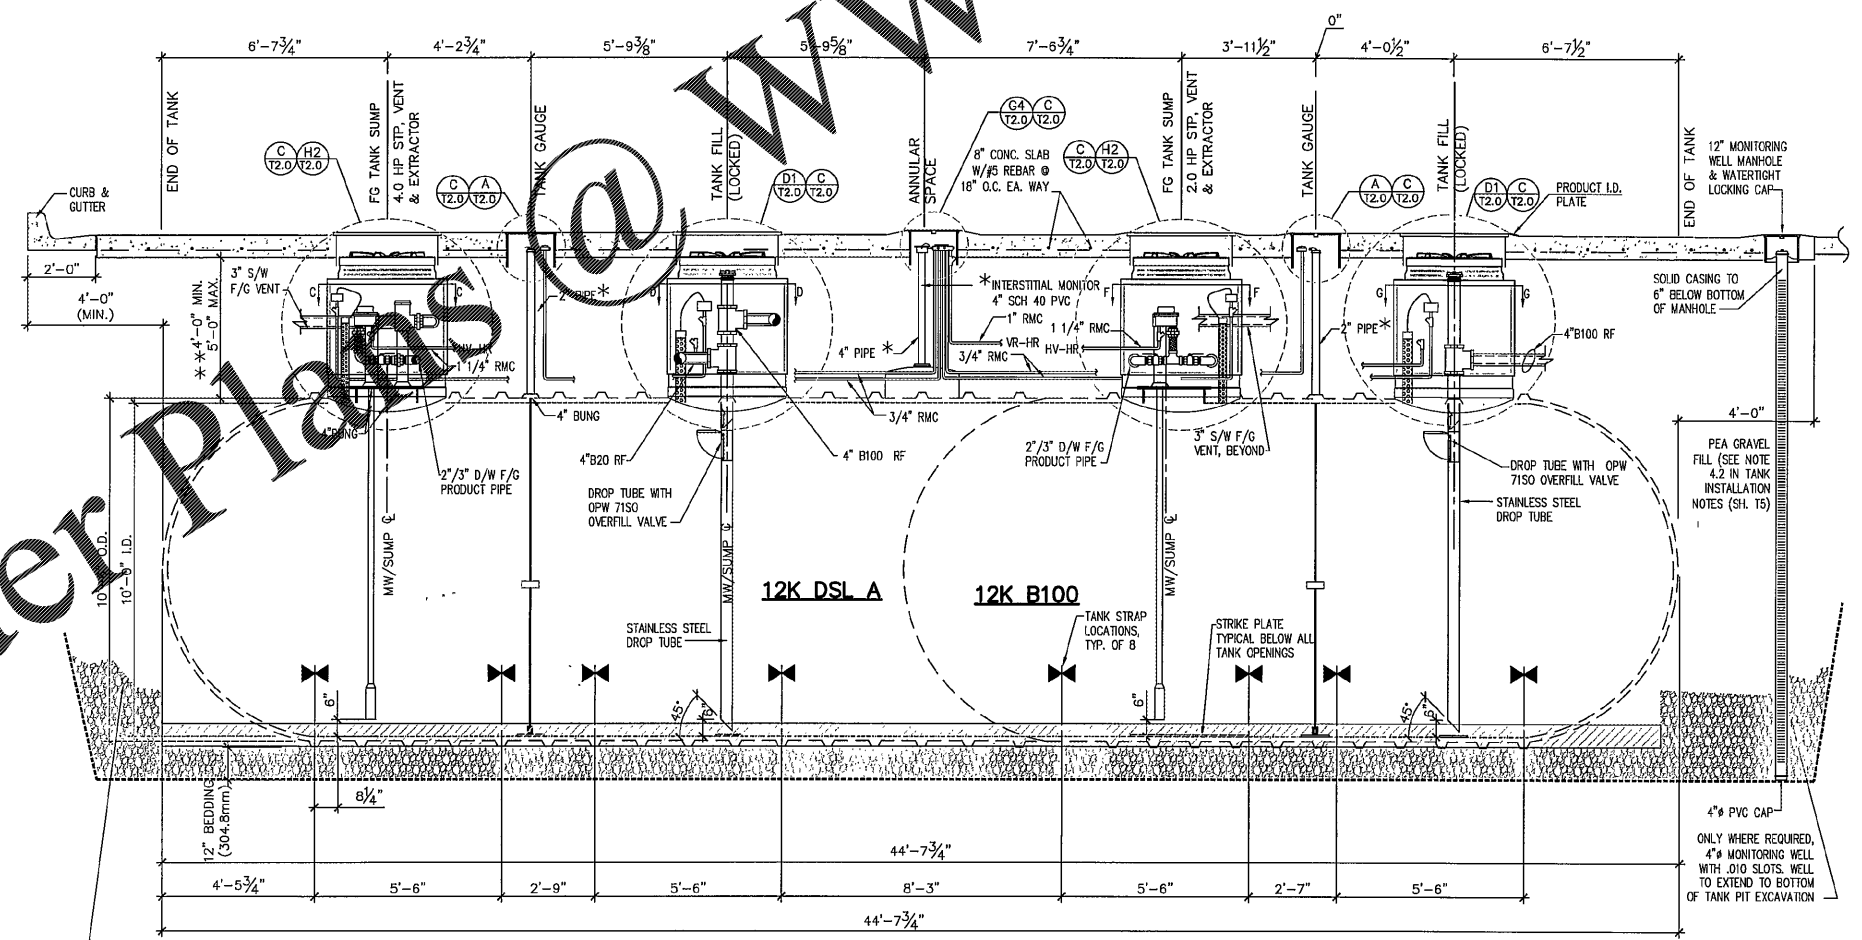 0"
6'-7¾"
4'-2¾"
5'-9⅜"
5'-9⅝"
7'-6¾"
3'-11½"
4'-0½"
6'-7½"
END OF TANK
FG TANK SUMP
4.0 HP STP, VENT
& EXTRACTOR
TANK GAUGE
TANK FILL
(LOCKED)
ANNULAR
SPACE
FG TANK SUMP
2.0 HP STP, VENT
& EXTRACTOR
TANK GAUGE
TANK FILL
(LOCKED)
END OF TANK
C H2
T2.0 T2.0
C A
T2.0 T2.0
D1 C
T2.0 T2.0
G4 C
T2.0 T2.0
C H2
T2.0 T2.0
A C
T2.0 T2.0
D1 C
T2.0 T2.0
8" CONC. SLAB
W/#5 REBAR @
18" O.C. EA. WAY
PRODUCT I.D.
PLATE
12" MONITORING
WELL MANHOLE
& WATERTIGHT
LOCKING CAP
CURB &
GUTTER
2'-0"
4'-0"
(MIN.)
3" S/W
F/G VENT
**4'-0" MIN.
5'-0" MAX.
C C
D D
F F
G G
HV-HR
1 1/4" RMC
2" PIPE*
*INTERSTITIAL MONITOR
4" SCH 40 PVC
1" RMC
VR-HR
3/4" RMC
4" PIPE *
1 1/4" RMC
HV-HR
2" PIPE*
4"B100 RF
SOLID CASING TO
6" BELOW BOTTOM
OF MANHOLE
4"BUNG
4" BUNG
3/4" RMC
2"/3" D/W F/G
PRODUCT PIPE
4"B20 RF
4" B100 RF
DROP TUBE WITH
OPW 71SO
OVERFILL VALVE
2"/3" D/W F/G
PRODUCT PIPE
3" S/W F/G
VENT, BEYOND
DROP TUBE WITH OPW
71SO OVERFILL VALVE
STAINLESS STEEL
DROP TUBE
4'-0"
PEA GRAVEL
FILL (SEE NOTE
4.2 IN TANK
INSTALLATION
NOTES (SH. T5)
O.D.
10'-0" I.D.
MW/SUMP ℄
MW/SUMP ℄
MW/SUMP ℄
12K DSL A
12K B100
STAINLESS STEEL
DROP TUBE
TANK STRAP
LOCATIONS,
TYP. OF 8
STRIKE PLATE
TYPICAL BELOW ALL
TANK OPENINGS
6"
45°
6"
6"
45°
6"
8¼"
12" BEDDING
(304.8mm)
4"ø PVC CAP
ONLY WHERE REQUIRED,
4"ø MONITORING WELL
WITH .010 SLOTS. WELL
TO EXTEND TO BOTTOM
OF TANK PIT EXCAVATION
44'-7¾"
4'-5¾"
5'-6"
2'-9"
5'-6"
8'-3"
5'-6"
2'-7"
5'-6"
44'-7¾"
er Plans @ ww